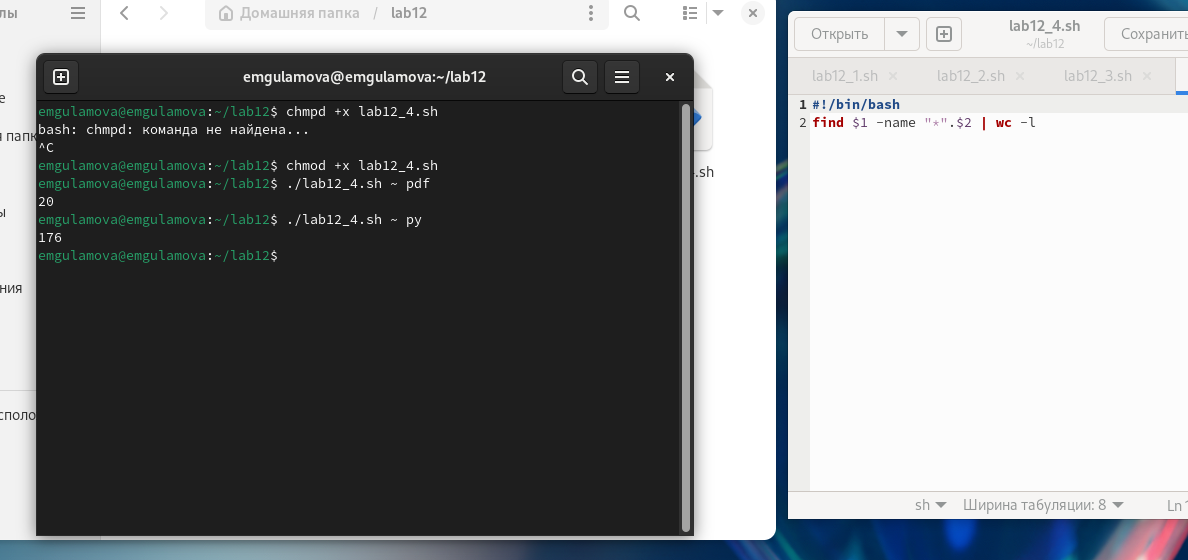 лы
Домашняя папка / lab12
emgulamova@emgulamova:~/lab12
emgulamova@emgulamova:~/lab12$ chmpd +x lab12_4.sh
bash: chmpd: команда не найдена...
^C
emgulamova@emgulamova:~/lab12$ chmod +x lab12_4.sh
emgulamova@emgulamova:~/lab12$ ./lab12_4.sh ~ pdf
20
emgulamova@emgulamova:~/lab12$ ./lab12_4.sh ~ py
176
emgulamova@emgulamova:~/lab12$
е
я папк
ы
ния
споло
.sh
Открыть
lab12_4.sh
~/lab12
Сохранить
lab12_1.sh
lab12_2.sh
lab12_3.sh
1 #!/bin/bash
2 find $1 -name "*".$2 | wc -l
sh
Ширина табуляции: 8
Ln